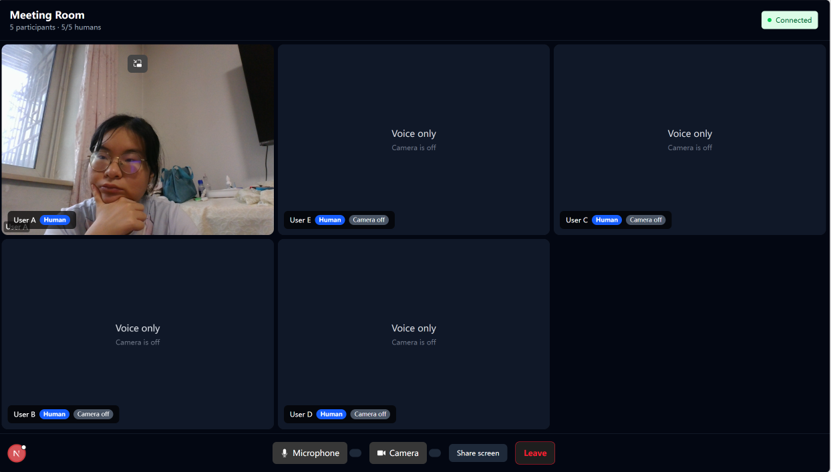 Meeting Room
5 participants · 5/5 humans
Connected
User A Human
User A
Voice only
Camera is off
User E Human Camera off
Voice only
Camera is off
User C Human Camera off
Voice only
Camera is off
User B Human Camera off
Voice only
Camera is off
User D Human Camera off
N
Microphone
Camera
Share screen
Leave